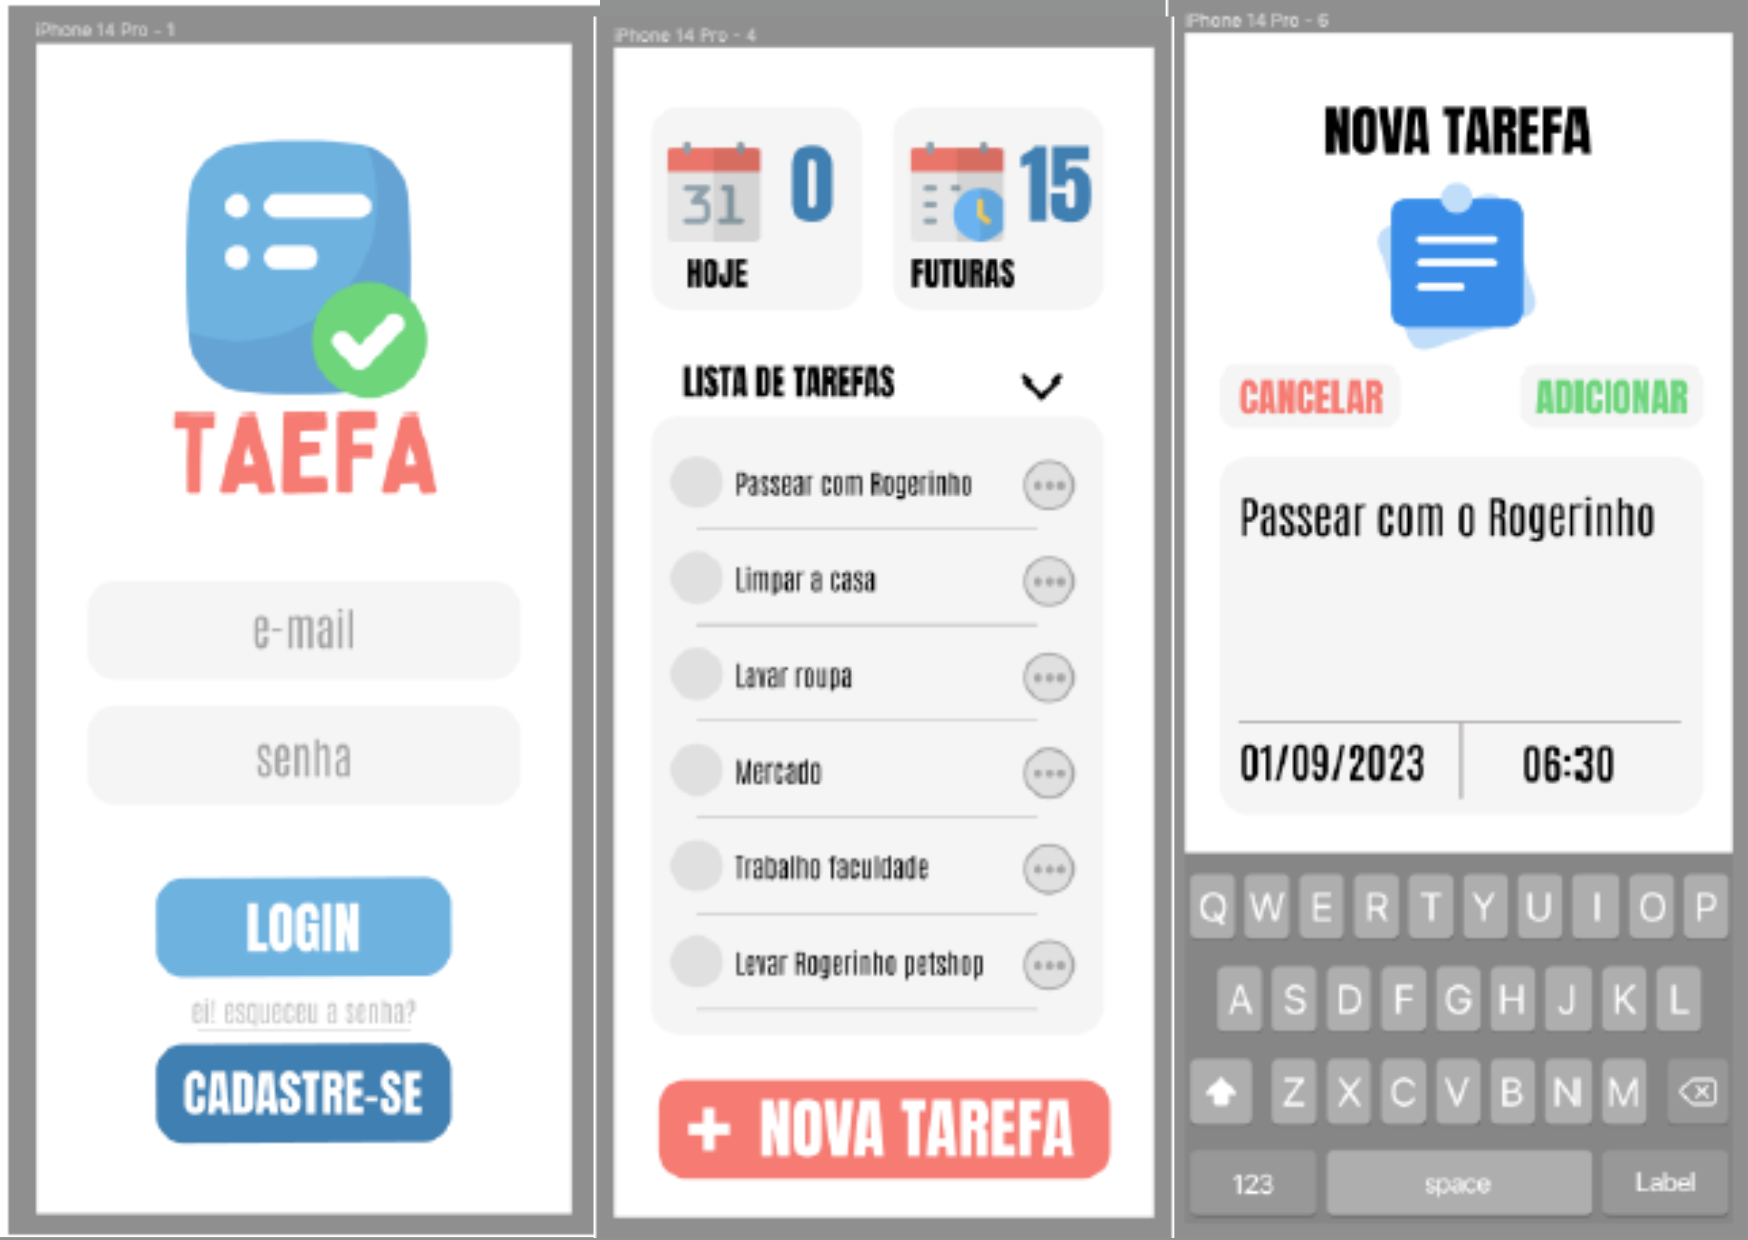 iPhone 14 Pro - 1
TAEFA
e-mail
senha
LOGIN
ei! esqueceu a senha?
CADASTRE-SE
iPhone 14 Pro - 4
31
0
HOJE
15
FUTURAS
LISTA DE TAREFAS
Passear com Rogerinho
Limpar a casa
Lavar roupa
Mercado
Trabalho faculdade
Levar Rogerinho petshop
+ NOVA TAREFA
iPhone 14 Pro - 6
NOVA TAREFA
CANCELAR
ADICIONAR
Passear com o Rogerinho
01/09/2023
06:30
Q W E R T Y U I O P
A S D F G H J K L
Z X C V B N M
123
space
Label